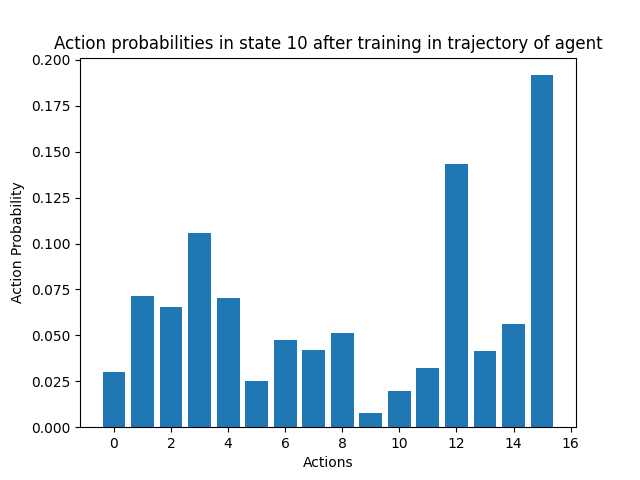 Action probabilities in state 10 after training in trajectory of agent
0.200
0.175
0.150
0.125
0.100
0.075
0.050
0.025
0.000
Action Probability
0 2 4 6 8 10 12 14 16
Actions